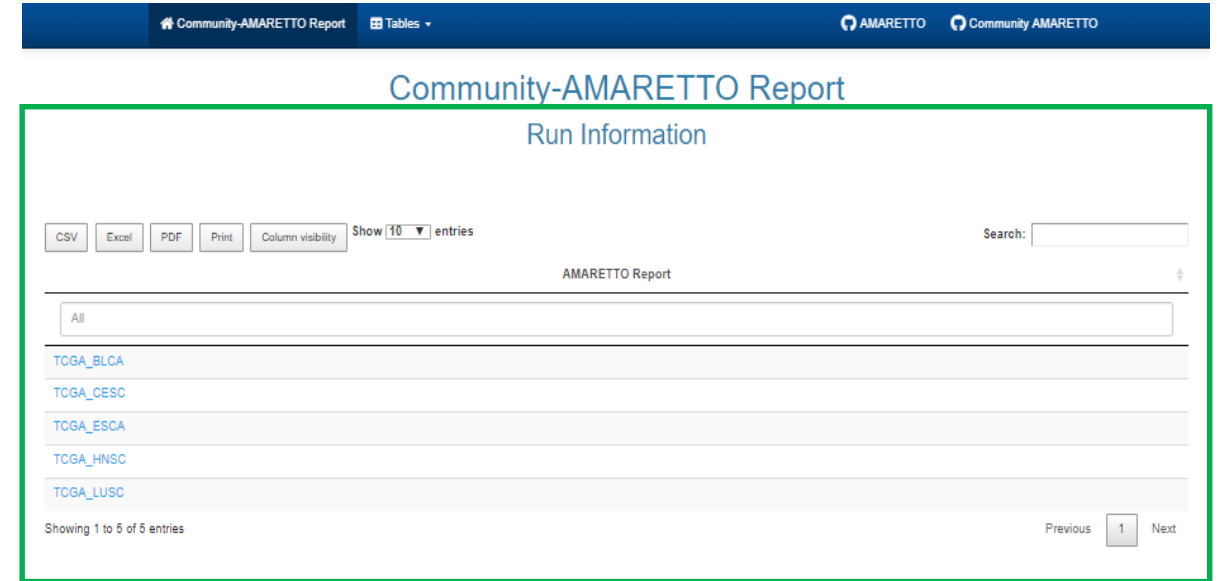 Community-AMARETTO Report Tables AMARETTO Community AMARETTO
Community-AMARETTO Report
Run Information
CSV Excel PDF Print Column visibility Show 10 entries Search:
AMARETTO Report
All
TCGA_BLCA
TCGA_CESC
TCGA_ESCA
TCGA_HNSC
TCGA_LUSC
Showing 1 to 5 of 5 entries Previous 1 Next